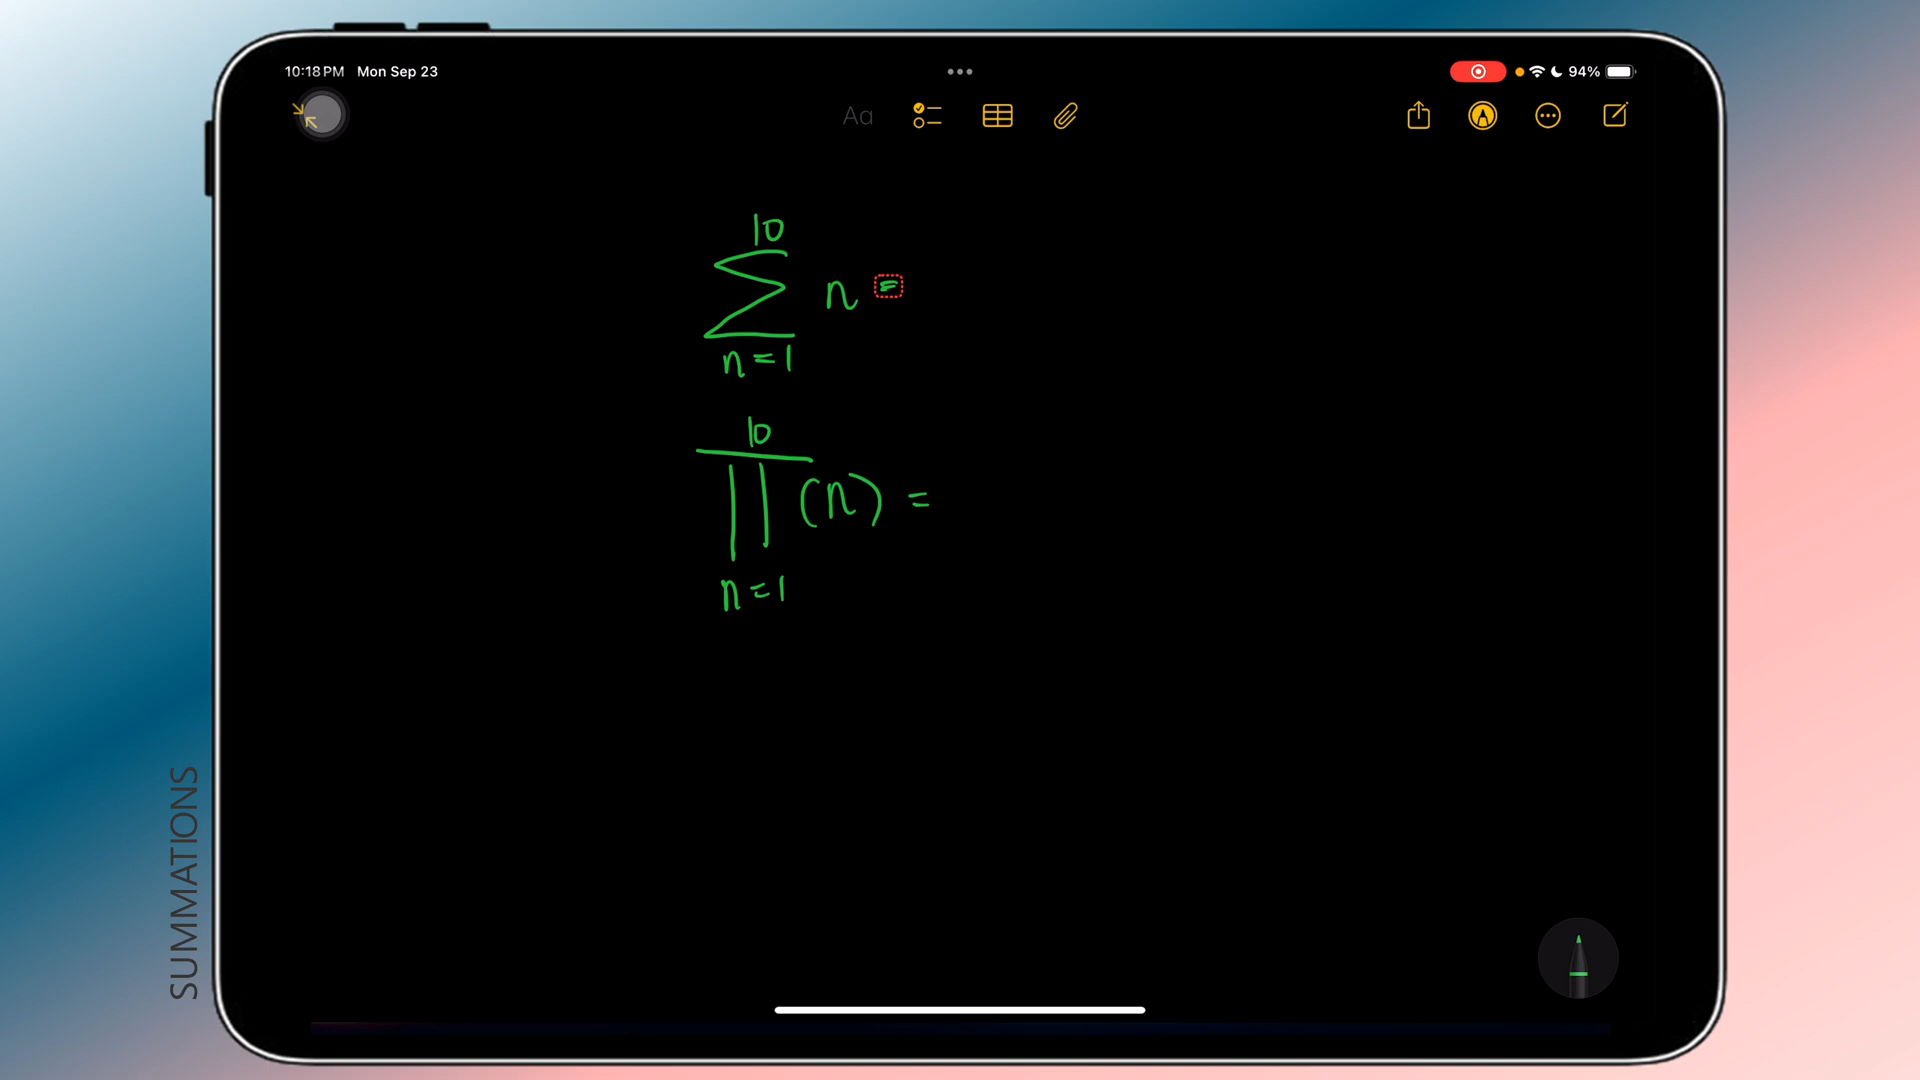 10:18 PM Mon Sep 23
94%
Aa
10
∑ n =
n = 1
10
∏ (n) =
n = 1
SUMMATIONS